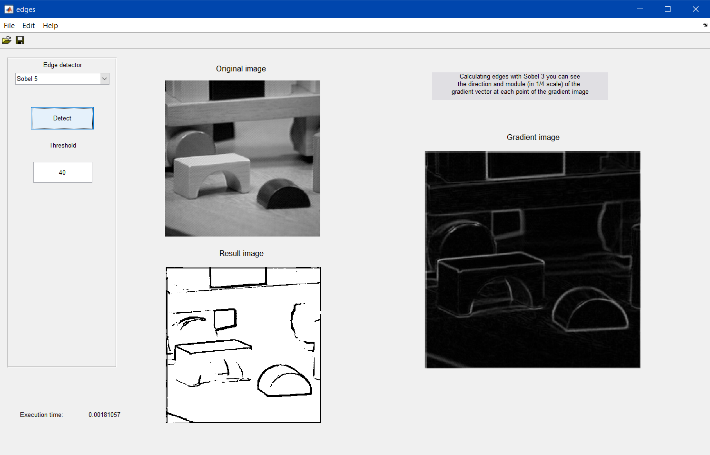 edges
File Edit Help
Edge detector
Sobel 5
Detect
Threshold
40
Execution time: 0.00181057
Original image
Result image
Calculating edges with Sobel 3 you can see
the direction and module (in 1/4 scale) of the
gradient vector at each point of the gradient image
Gradient image